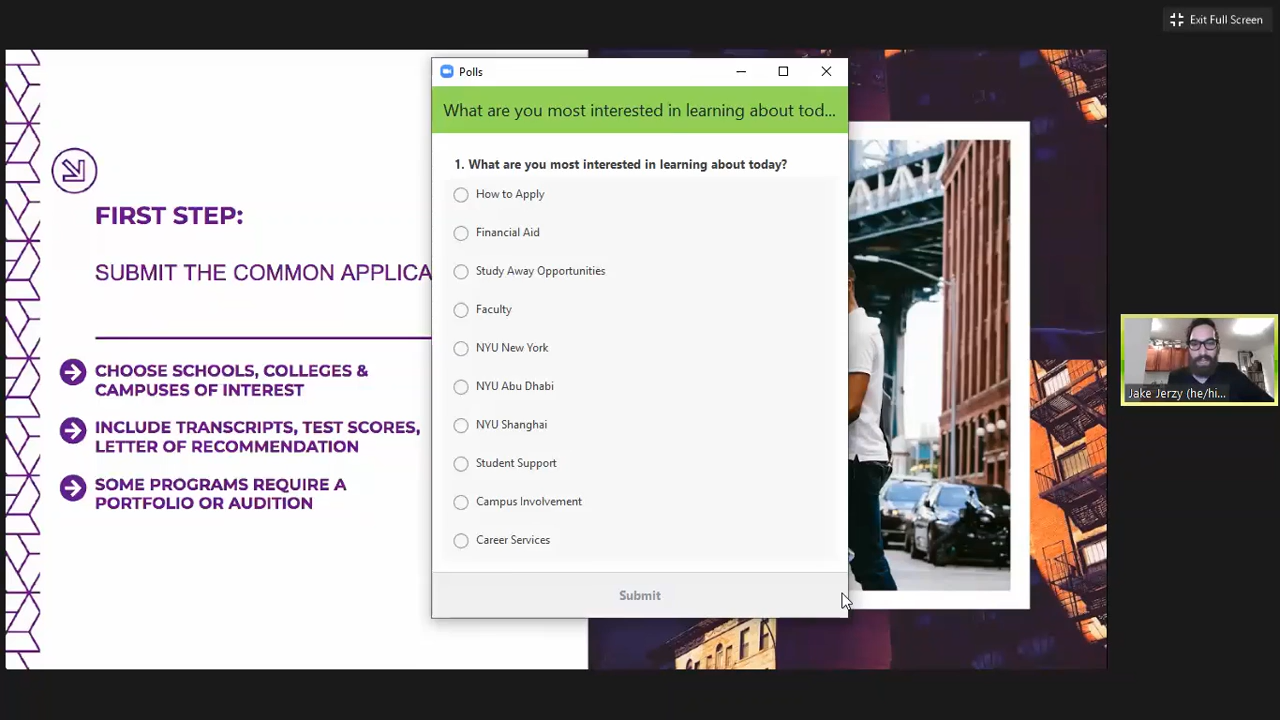 Exit Full Screen
Polls
What are you most interested in learning about tod...
1. What are you most interested in learning about today?
How to Apply
Financial Aid
Study Away Opportunities
Faculty
NYU New York
NYU Abu Dhabi
NYU Shanghai
Student Support
Campus Involvement
Career Services
Submit
FIRST STEP:
SUBMIT THE COMMON APPLICA
CHOOSE SCHOOLS, COLLEGES &
CAMPUSES OF INTEREST
INCLUDE TRANSCRIPTS, TEST SCORES,
LETTER OF RECOMMENDATION
SOME PROGRAMS REQUIRE A
PORTFOLIO OR AUDITION
Jake Jerzy (he/hi...